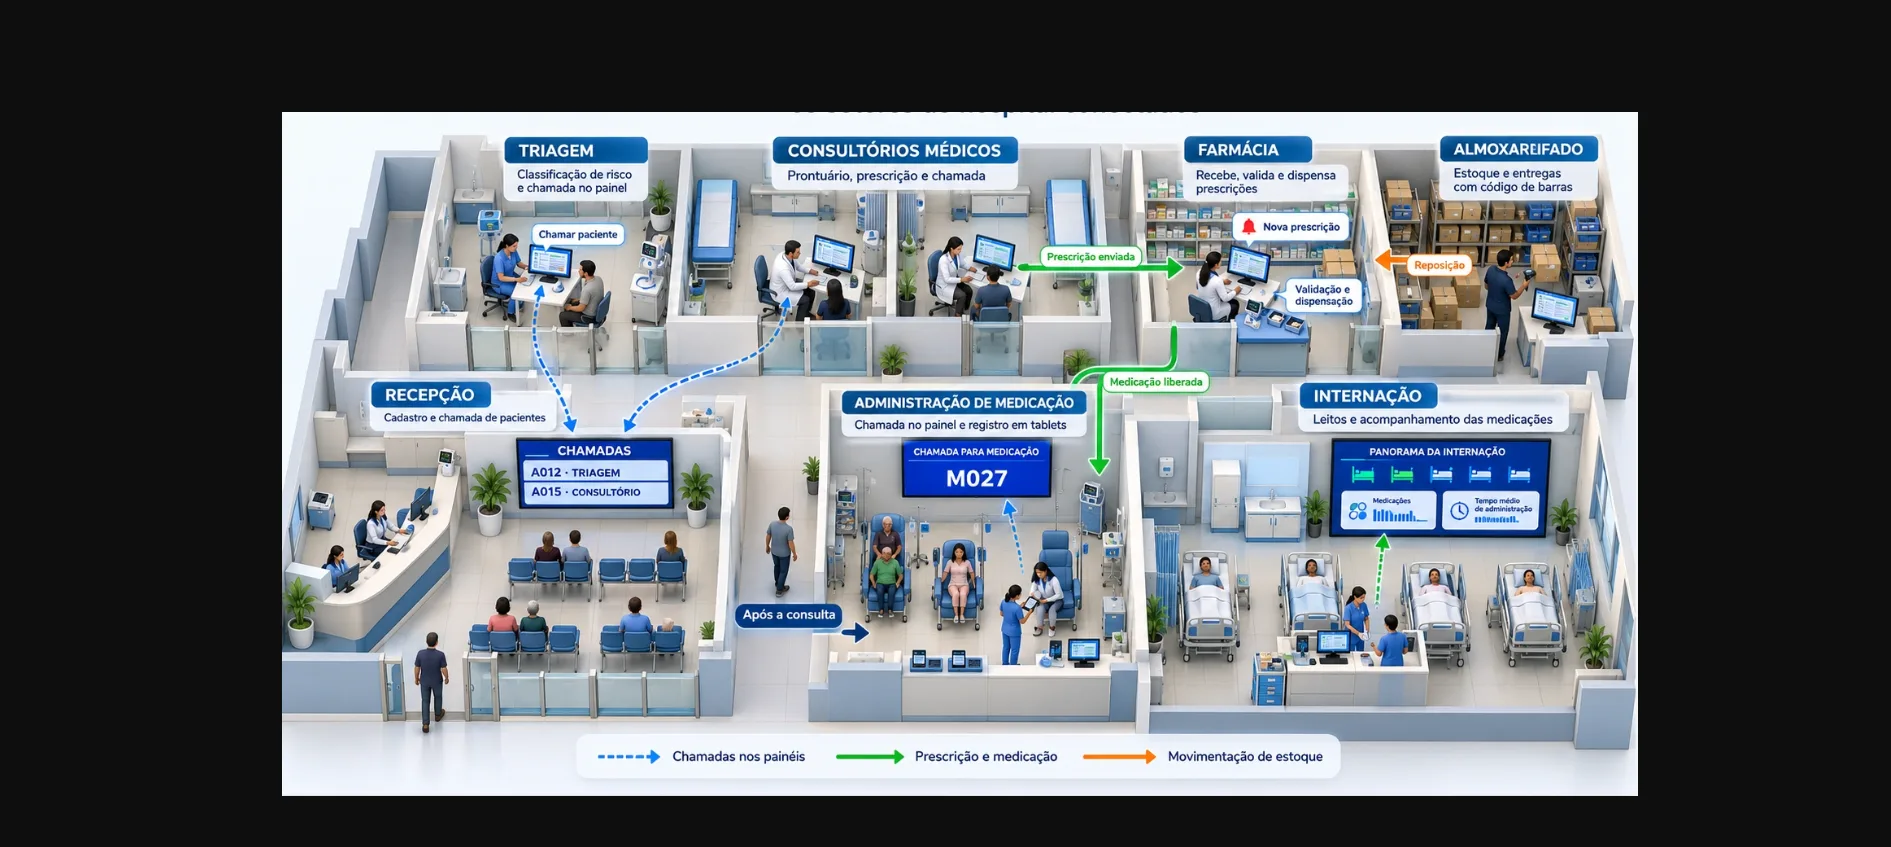 TRIAGEM
Classificação de risco
e chamada no painel
Chamar paciente
CONSULTÓRIOS MÉDICOS
Prontuário, prescrição e chamada
Prescrição enviada
FARMÁCIA
Recebe, valida e dispensa
prescrições
Nova prescrição
Validação e
dispensação
ALMOXARIFADO
Estoque e entregas
com código de barras
Reposição
RECEPÇÃO
Cadastro e chamada de pacientes
CHAMADAS
A012 · TRIAGEM
A015 · CONSULTÓRIO
ADMINISTRAÇÃO DE MEDICAÇÃO
Chamada no painel e registro em tablets
CHAMADA PARA MEDICAÇÃO
M027
Medicação liberada
Após a consulta
INTERNAÇÃO
Leitos e acompanhamento das medicações
PANORAMA DA INTERNAÇÃO
Medicações
Tempo médio
de administração
Chamadas nos painéis
Prescrição e medicação
Movimentação de estoque